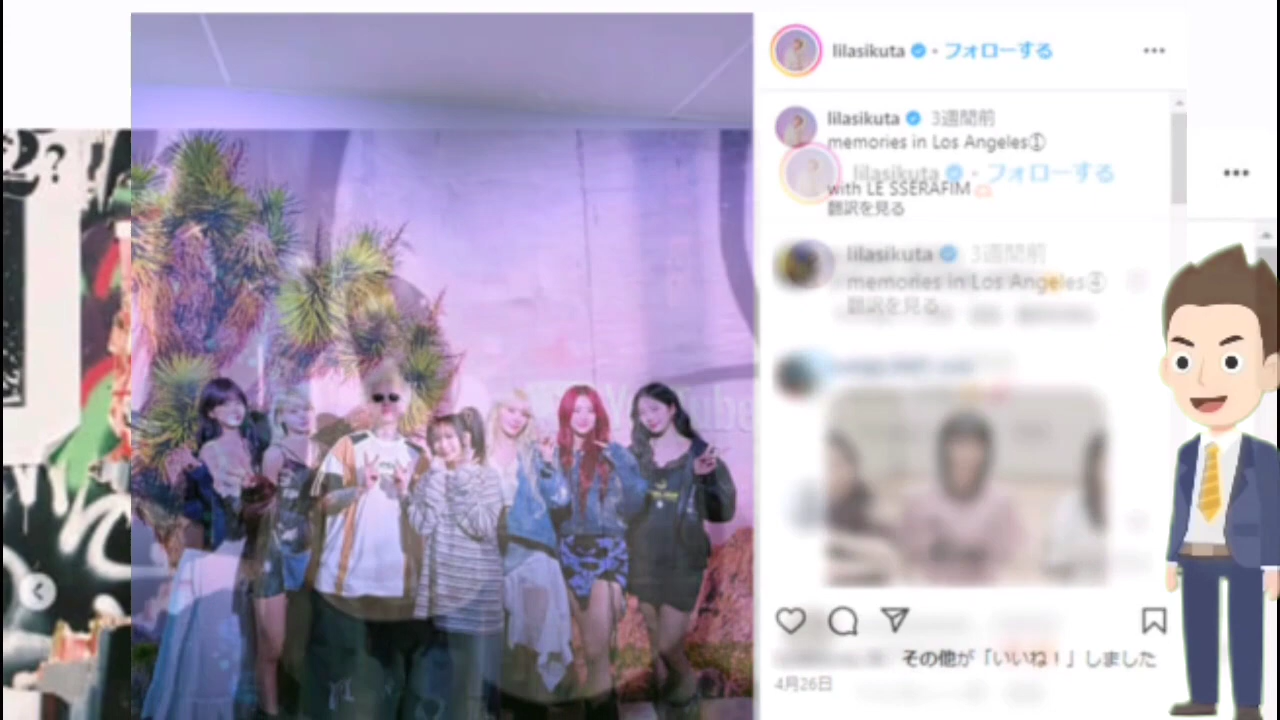 lilasikuta • フォローする
lilasikuta 3週間前
memories in Los Angeles①
lilasikuta • フォローする
with LE SSERAFIM
翻訳を見る
lilasikuta 3週間前
memories in Los Angeles④
翻訳を見る
YouTube
その他が「いいね！」しました
4月26日